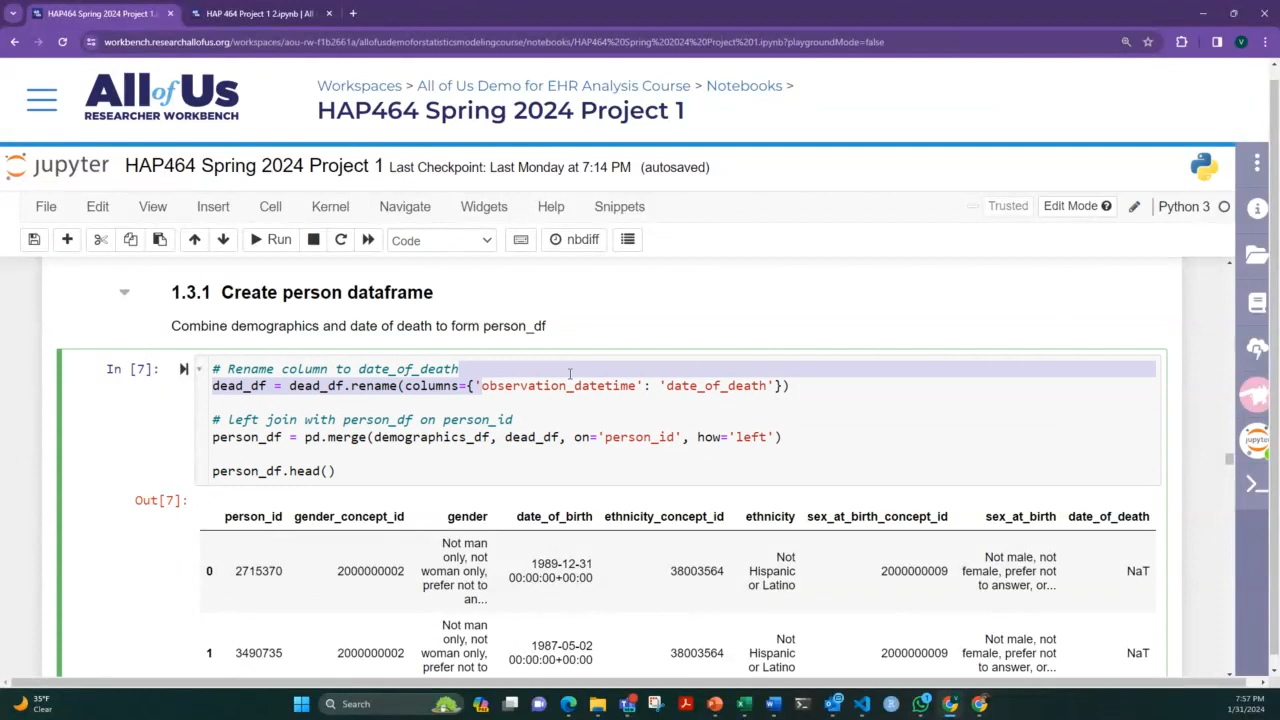 HAP464 Spring 2024 Project 1.
HAP 464 Project 1 2.ipynb | All
workbench.researchallofus.org/workspaces/aou-rw-f1b2661a/allofusdemoforstatisticsmodelingcourse/notebooks/HAP464%20Spring%202024%20Project%201.ipynb?playgroundMode=false
V
All of Us
RESEARCHER WORKBENCH
Workspaces > All of Us Demo for EHR Analysis Course > Notebooks >
HAP464 Spring 2024 Project 1
jupyter HAP464 Spring 2024 Project 1 Last Checkpoint: Last Monday at 7:14 PM (autosaved)
File Edit View Insert Cell Kernel Navigate Widgets Help Snippets Trusted Edit Mode Python 3
Run Code nbdiff
1.3.1 Create person dataframe
Combine demographics and date of death to form person_df
In [7]: # Rename column to date_of_death
dead_df = dead_df.rename(columns={'observation_datetime': 'date_of_death'})
# Left join with person_df on person_id
person_df = pd.merge(demographics_df, dead_df, on='person_id', how='left')
person_df.head()
Out[7]:
person_id gender_concept_id gender date_of_birth ethnicity_concept_id ethnicity sex_at_birth_concept_id sex_at_birth date_of_death
0 2715370 2000000002 Not man only, not woman only, prefer not to an... 1989-12-31 00:00:00+00:00 38003564 Not Hispanic or Latino 2000000009 Not male, not female, prefer not to answer, or... NaT
1 3490735 2000000002 Not man only, not woman only, prefer not to 1987-05-02 00:00:00+00:00 38003564 Not Hispanic or Latino 2000000009 Not male, not female, prefer not to answer, or... NaT
jupyter
35°F
Clear
Search
7:57 PM
1/31/2024